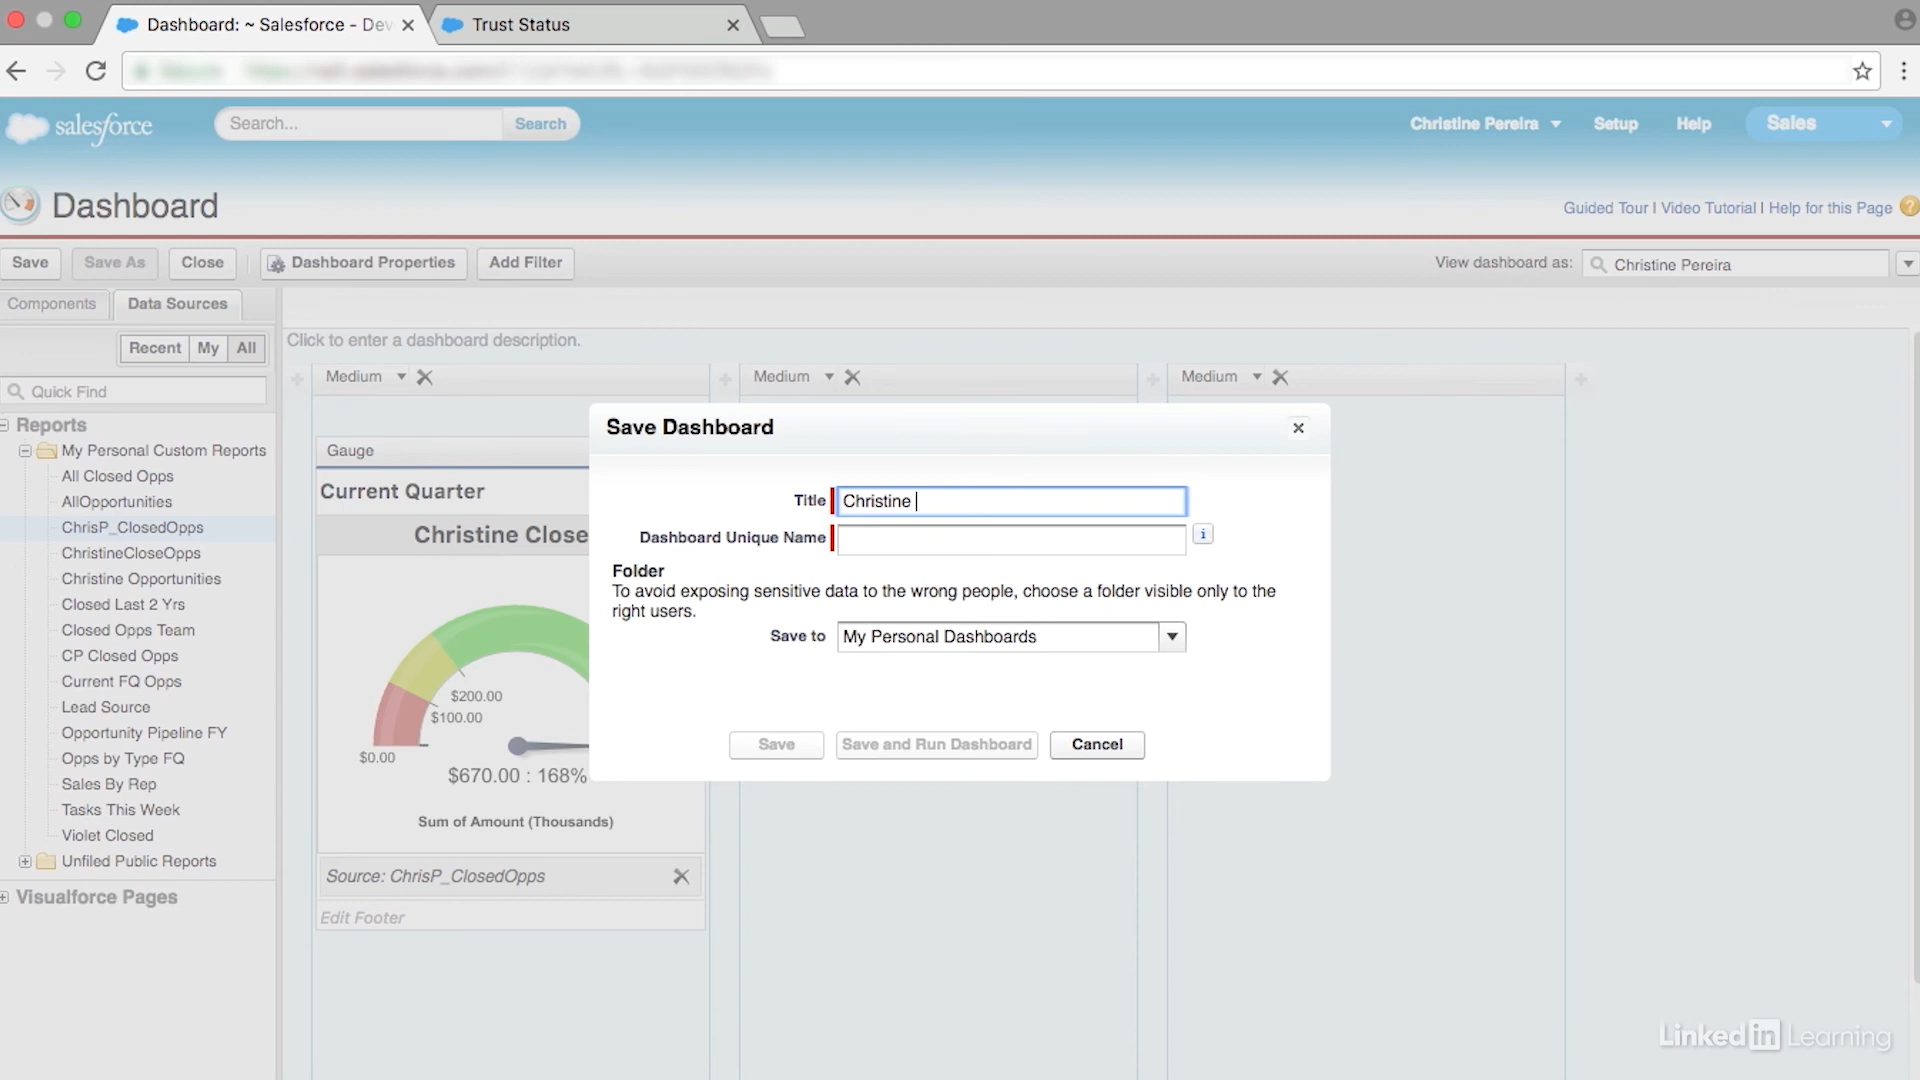 Dashboard: ~ Salesforce - Dev
Trust Status
salesforce
Search...
Search
Christine Pereira
Setup
Help
Sales
Dashboard
Guided Tour | Video Tutorial | Help for this Page
Save
Save As
Close
Dashboard Properties
Add Filter
View dashboard as:
Christine Pereira
Components
Data Sources
Recent
My
All
Click to enter a dashboard description.
Quick Find
Medium
Medium
Medium
Reports
My Personal Custom Reports
All Closed Opps
AllOpportunities
ChrisP_ClosedOpps
ChristineCloseOpps
Christine Opportunities
Closed Last 2 Yrs
Closed Opps Team
CP Closed Opps
Current FQ Opps
Lead Source
Opportunity Pipeline FY
Opps by Type FQ
Sales By Rep
Tasks This Week
Violet Closed
Unfiled Public Reports
Visualforce Pages
Gauge
Current Quarter
Christine Close
$200.00
$100.00
$0.00
$670.00 : 168%
Sum of Amount (Thousands)
Source: ChrisP_ClosedOpps
Edit Footer
Save Dashboard
Title
Christine
Dashboard Unique Name
i
Folder
To avoid exposing sensitive data to the wrong people, choose a folder visible only to the
right users.
Save to
My Personal Dashboards
Save
Save and Run Dashboard
Cancel
LinkedIn Learning